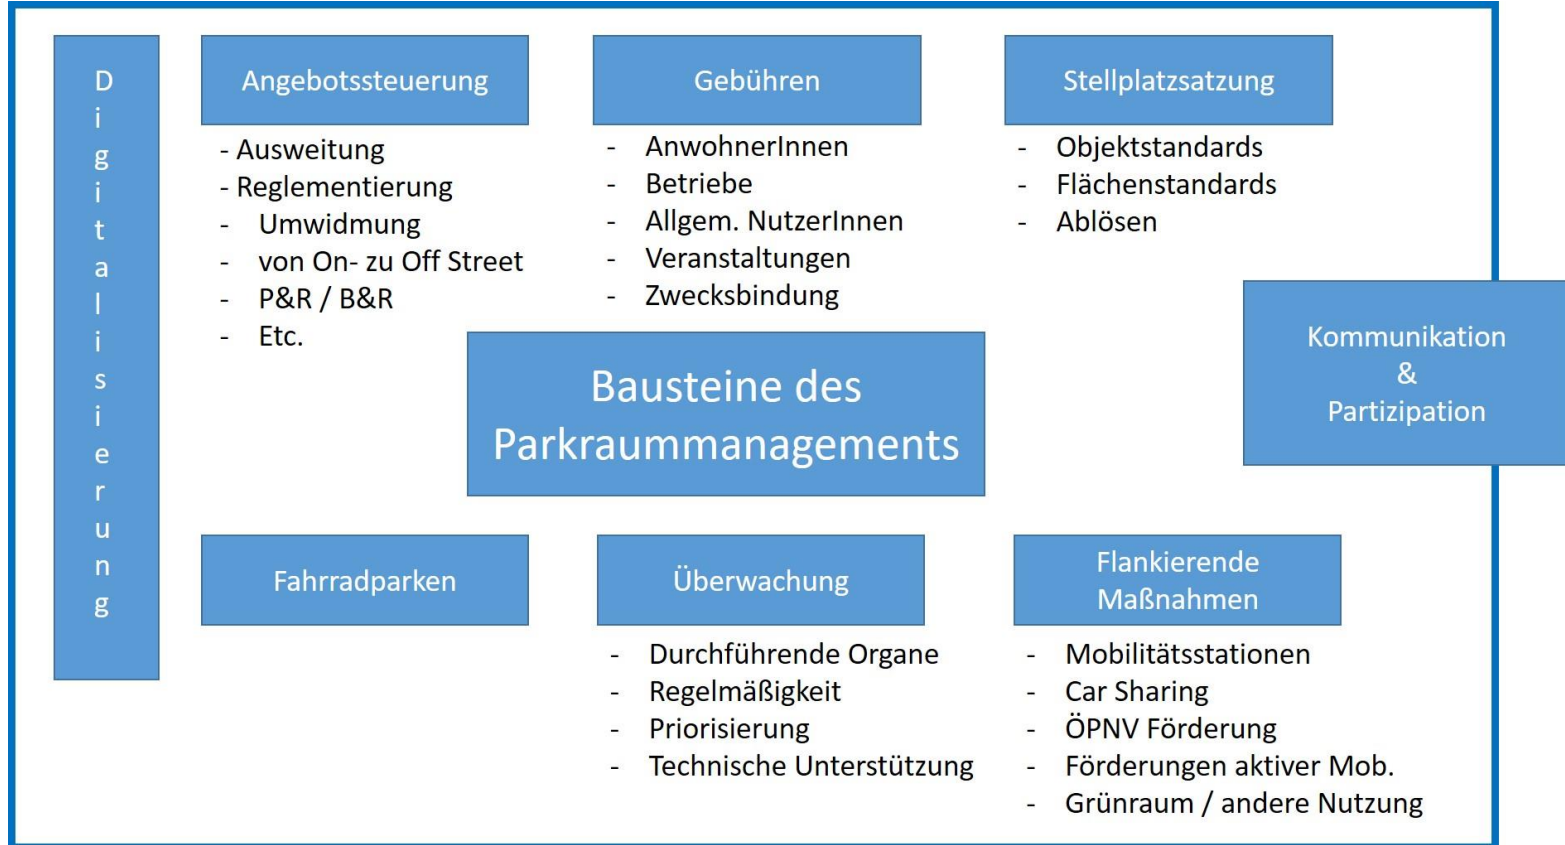 Digitalisierung
Angebotssteuerung
- Ausweitung
- Reglementierung
- Umwidmung
- von On- zu Off Street
- P&R / B&R
- Etc.
Gebühren
- AnwohnerInnen
- Betriebe
- Allgem. NutzerInnen
- Veranstaltungen
- Zwecksbindung
Stellplatzsatzung
- Objektstandards
- Flächenstandards
- Ablösen
Bausteine des
Parkraummanagements
Kommunikation
&
Partizipation
Fahrradparken
Überwachung
- Durchführende Organe
- Regelmäßigkeit
- Priorisierung
- Technische Unterstützung
Flankierende
Maßnahmen
- Mobilitätsstationen
- Car Sharing
- ÖPNV Förderung
- Förderungen aktiver Mob.
- Grünraum / andere Nutzung